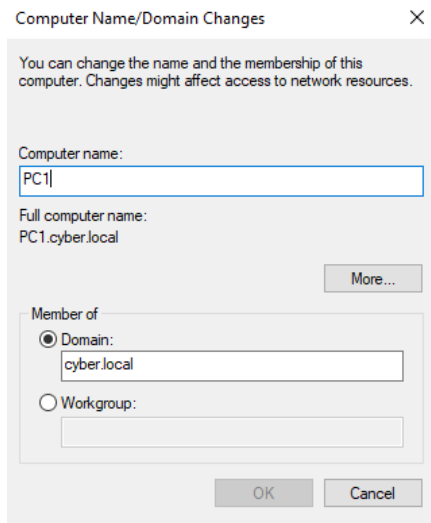 Computer Name/Domain Changes
You can change the name and the membership of this
computer. Changes might affect access to network resources.
Computer name:
PC1
Full computer name:
PC1.cyber.local
More...
Member of
Domain:
cyber.local
Workgroup:
OK Cancel